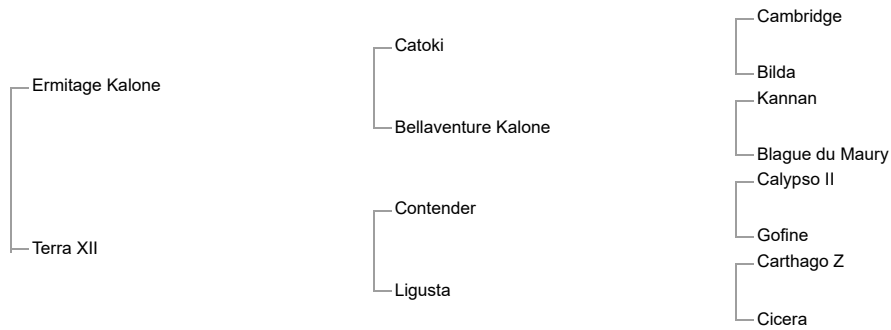 Cambridge
Catoki
Bilda
Ermitage Kalone
Kannan
Bellaventure Kalone
Blague du Maury
Calypso II
Contender
Gofine
Terra XII
Carthago Z
Ligusta
Cicera